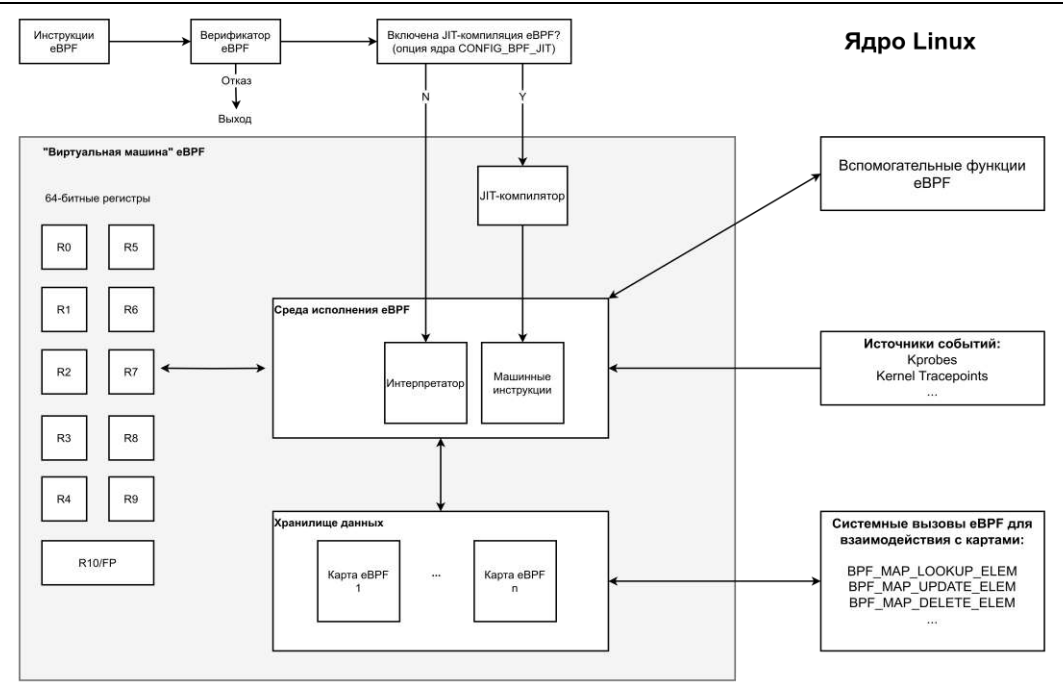 Инструкции
eBPF
Верификатор
eBPF
Включена JIT-компиляция eBPF?
(опция ядра CONFIG_BPF_JIT)
Ядро Linux
Отказ
Выход
N
Y
"Виртуальная машина" eBPF
64-битные регистры
R0
R5
R1
R6
R2
R7
R3
R8
R4
R9
R10/FP
JIT-компилятор
Среда исполнения eBPF
Интерпретатор
Машинные
инструкции
Хранилище данных
Карта eBPF
1
...
Карта eBPF
n
Вспомогательные функции
eBPF
Источники событий:
Kprobes
Kernel Tracepoints
...
Системные вызовы eBPF для
взаимодействия с картами:
BPF_MAP_LOOKUP_ELEM
BPF_MAP_UPDATE_ELEM
BPF_MAP_DELETE_ELEM
...